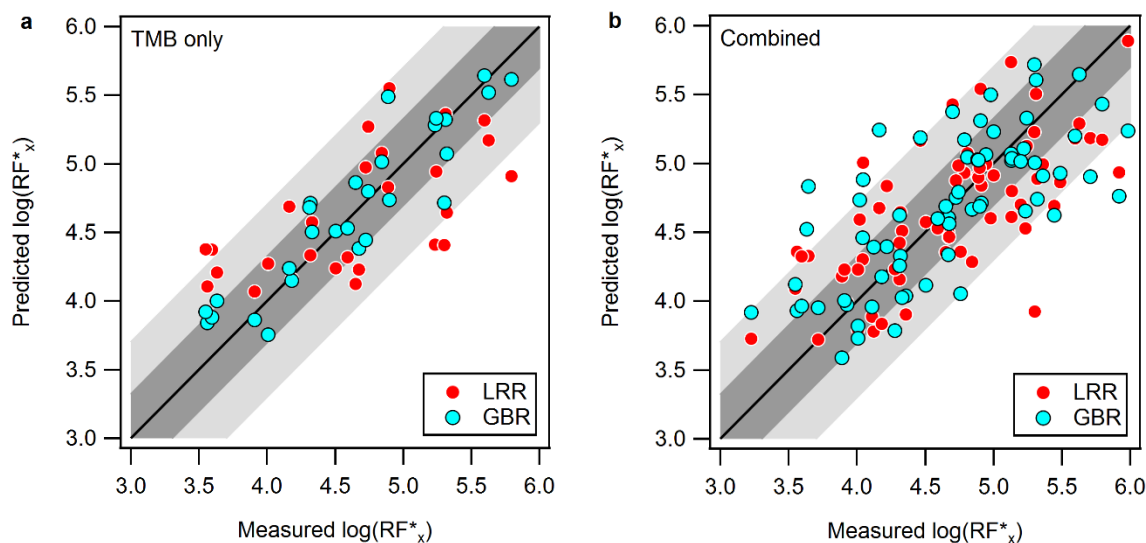 a
TMB only
Predicted log(RF*x)
6.0
5.5
5.0
4.5
4.0
3.5
3.0
3.0 3.5 4.0 4.5 5.0 5.5 6.0
Measured log(RF*x)
LRR
GBR
b
Combined
Predicted log(RF*x)
6.0
5.5
5.0
4.5
4.0
3.5
3.0
3.0 3.5 4.0 4.5 5.0 5.5 6.0
Measured log(RF*x)
LRR
GBR